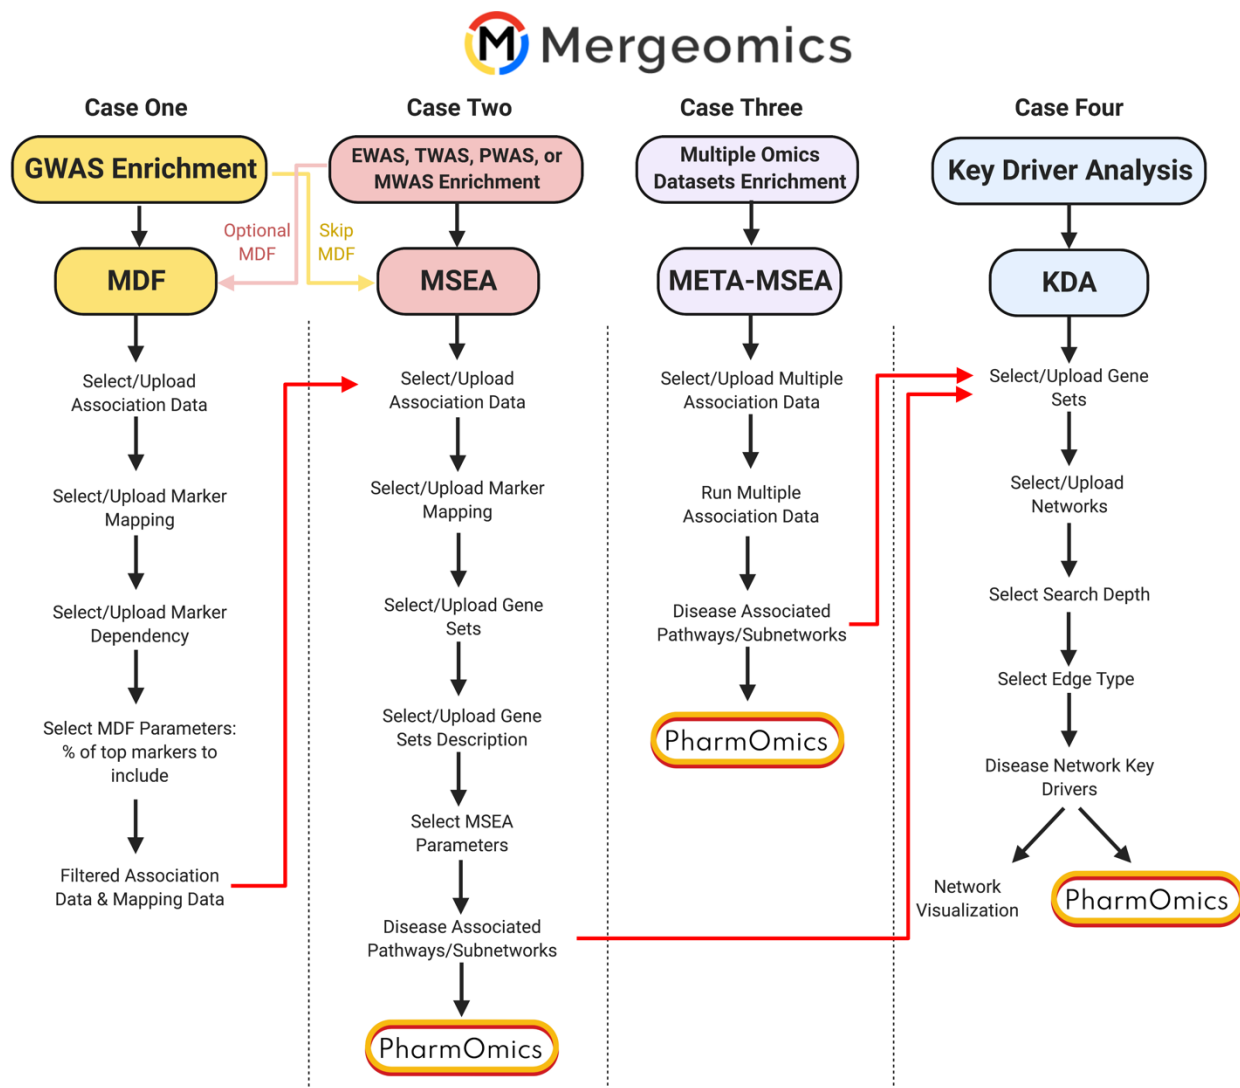 M Mergeomics
Case One
GWAS Enrichment
Optional
MDF
Skip
MDF
MDF
Select/Upload
Association Data
Select/Upload Marker
Mapping
Select/Upload Marker
Dependency
Select MDF Parameters:
% of top markers to
include
Filtered Association
Data & Mapping Data
Case Two
EWAS, TWAS, PWAS, or
MWAS Enrichment
MSEA
Select/Upload
Association Data
Select/Upload Marker
Mapping
Select/Upload Gene
Sets
Select/Upload Gene
Sets Description
Select MSEA
Parameters
Disease Associated
Pathways/Subnetworks
PharmOmics
Case Three
Multiple Omics
Datasets Enrichment
META-MSEA
Select/Upload Multiple
Association Data
Run Multiple
Association Data
Disease Associated
Pathways/Subnetworks
PharmOmics
Case Four
Key Driver Analysis
KDA
Select/Upload Gene
Sets
Select/Upload
Networks
Select Search Depth
Select Edge Type
Disease Network Key
Drivers
Network
Visualization
PharmOmics